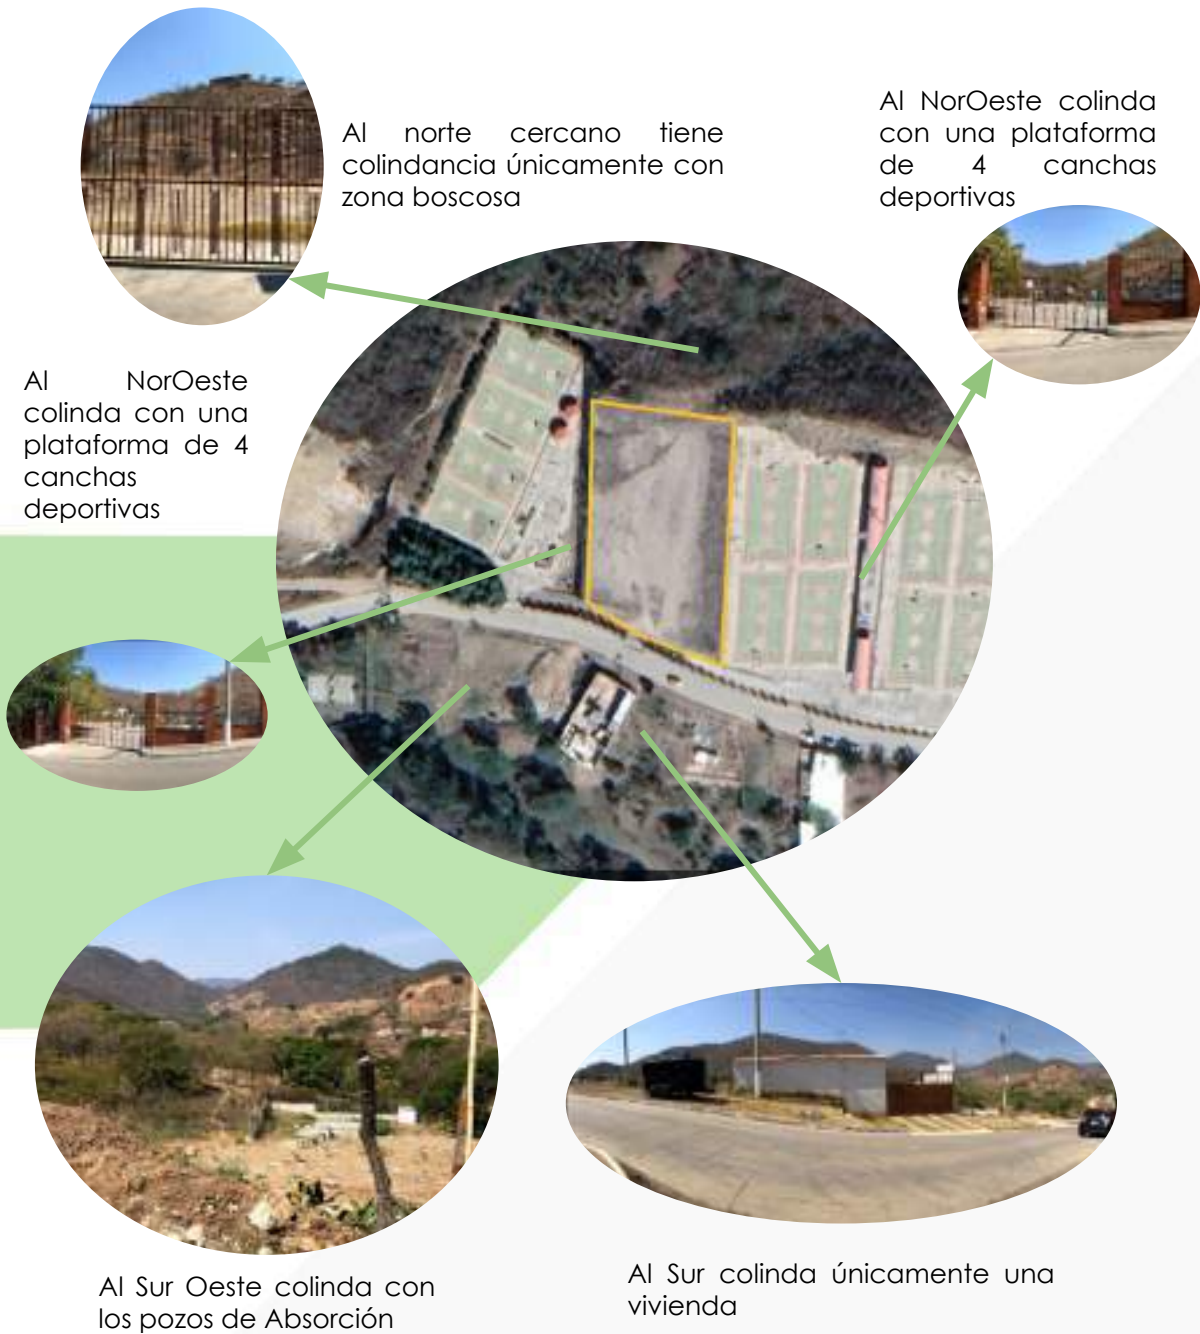 Al norte cercano tiene
colindancia únicamente con
zona boscosa
Al NorOeste colinda
con una plataforma
de 4 canchas
deportivas
Al NorOeste
colinda con una
plataforma de 4
canchas
deportivas
Al Sur Oeste colinda con
los pozos de Absorción
Al Sur colinda únicamente una
vivienda